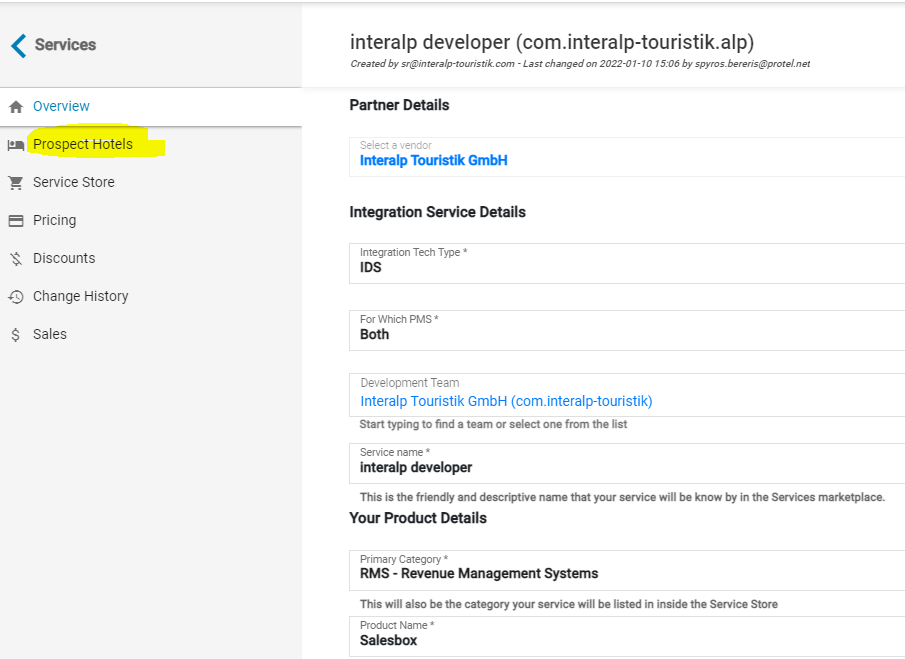 Services
Overview
Prospect Hotels
Service Store
Pricing
Discounts
Change History
Sales
interalp developer (com.interalp-touristik.alp)
Created by sr@interalp-touristik.com - Last changed on 2022-01-10 15:06 by spyros.bereris@protel.net
Partner Details
Select a vendor
Interalp Touristik GmbH
Integration Service Details
Integration Tech Type *
IDS
For Which PMS *
Both
Development Team
Interalp Touristik GmbH (com.interalp-touristik)
Start typing to find a team or select one from the list
Service name *
interalp developer
This is the friendly and descriptive name that your service will be know by in the Services marketplace.
Your Product Details
Primary Category *
RMS - Revenue Management Systems
This will also be the category your service will be listed in inside the Service Store
Product Name *
Salesbox